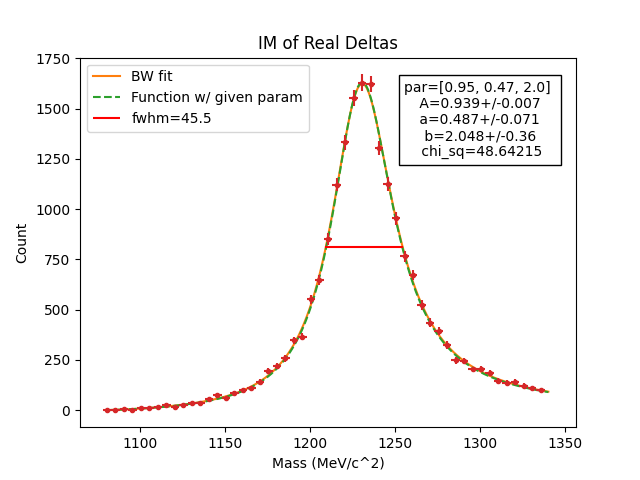 IM of Real Deltas
BW fit
Function w/ given param
fwhm=45.5
par=[0.95, 0.47, 2.0]
A=0.939+/-0.007
a=0.487+/-0.071
b=2.048+/-0.36
chi_sq=48.64215
1750
1500
1250
1000
750
500
250
0
Count
1100
1150
1200
1250
1300
1350
Mass (MeV/c^2)